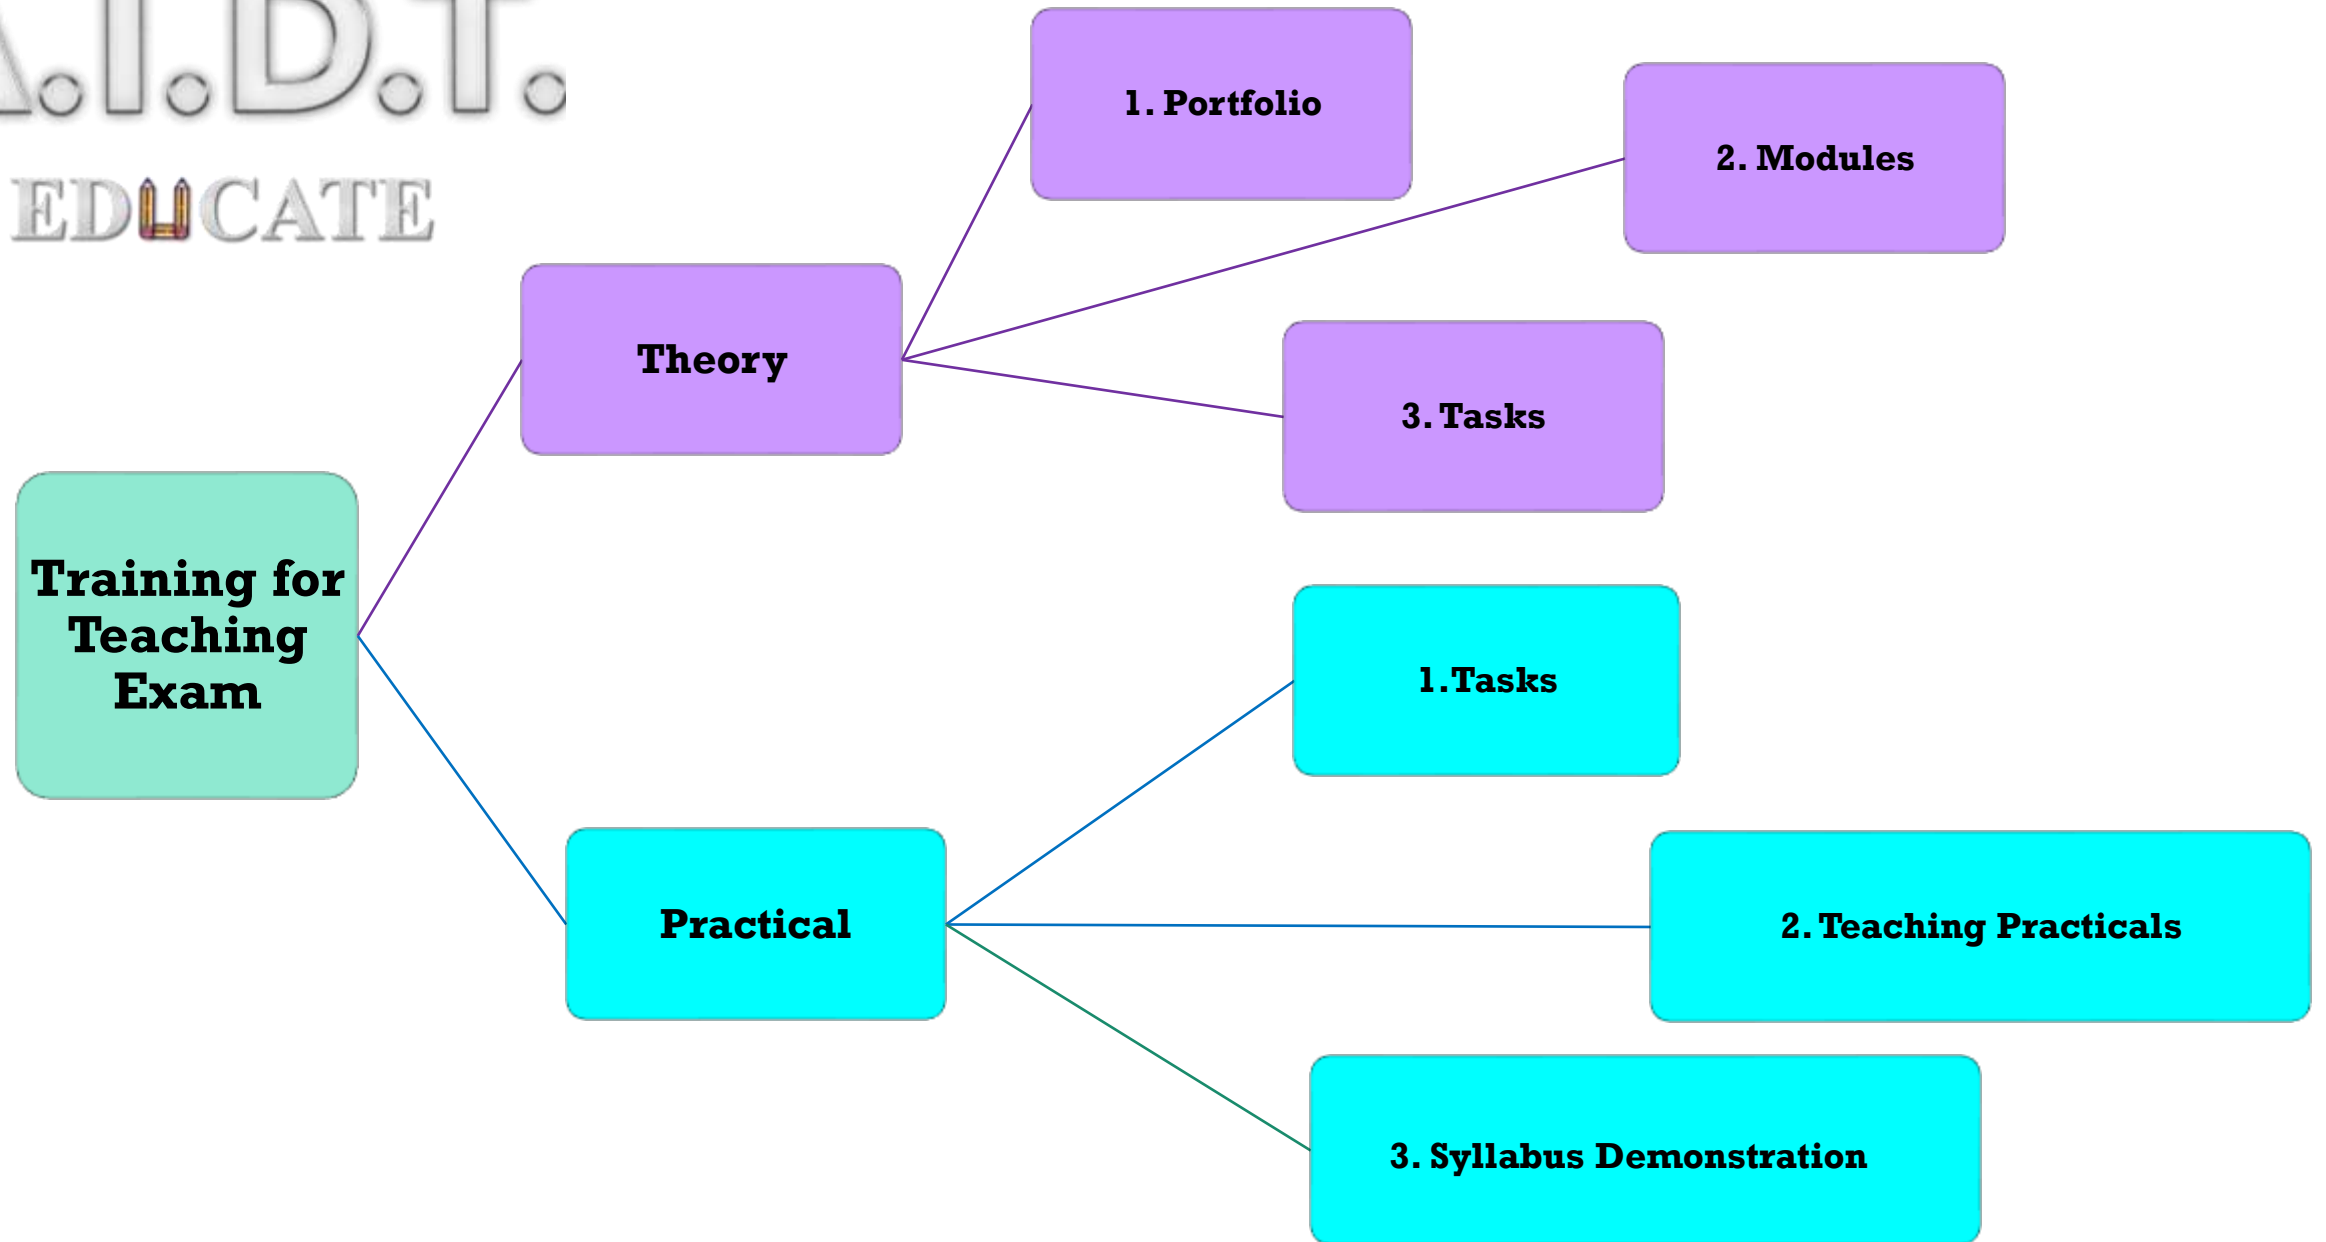 A.I.D.T.
EDUCATE
1. Portfolio
2. Modules
Theory
3. Tasks
Training for
Teaching
Exam
1.Tasks
Practical
2. Teaching Practicals
3. Syllabus Demonstration